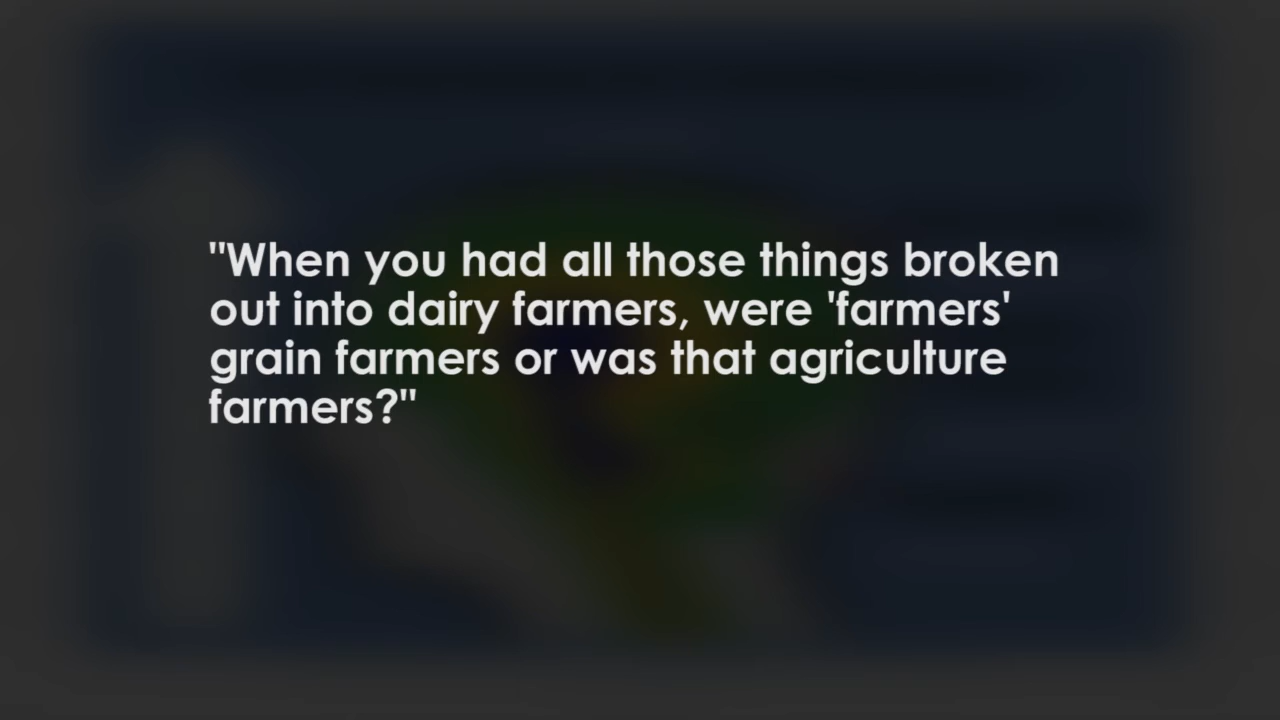 "When you had all those things broken
out into dairy farmers, were 'farmers'
grain farmers or was that agriculture
farmers?"